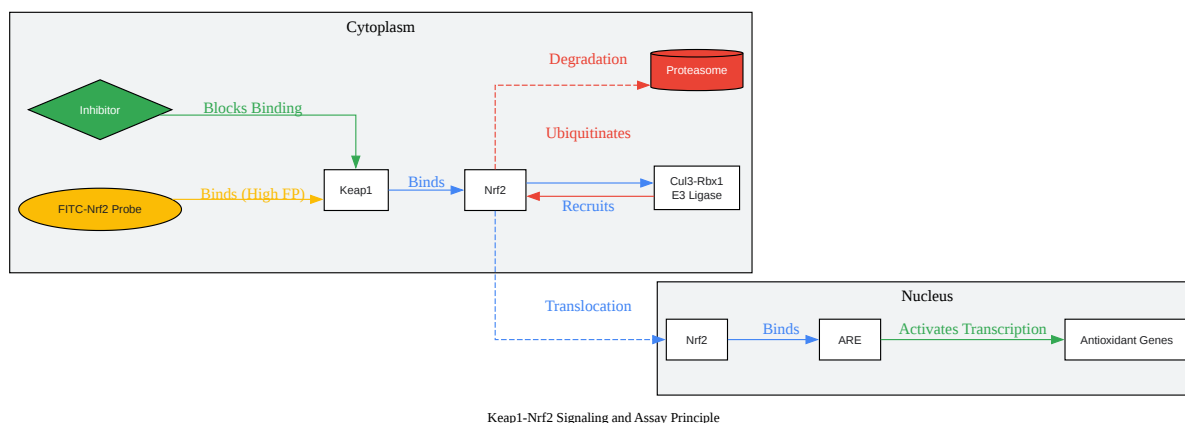 Cytoplasm
Degradation
Proteasome
Inhibitor
Blocks Binding
Ubiquitinates
Keap1
Binds
Nrf2
Cul3-Rbx1
E3 Ligase
Binds (High FP)
FITC-Nrf2 Probe
Recruits
Translocation
Nucleus
Nrf2
Binds
ARE
Activates Transcription
Antioxidant Genes
Keap1-Nrf2 Signaling and Assay Principle